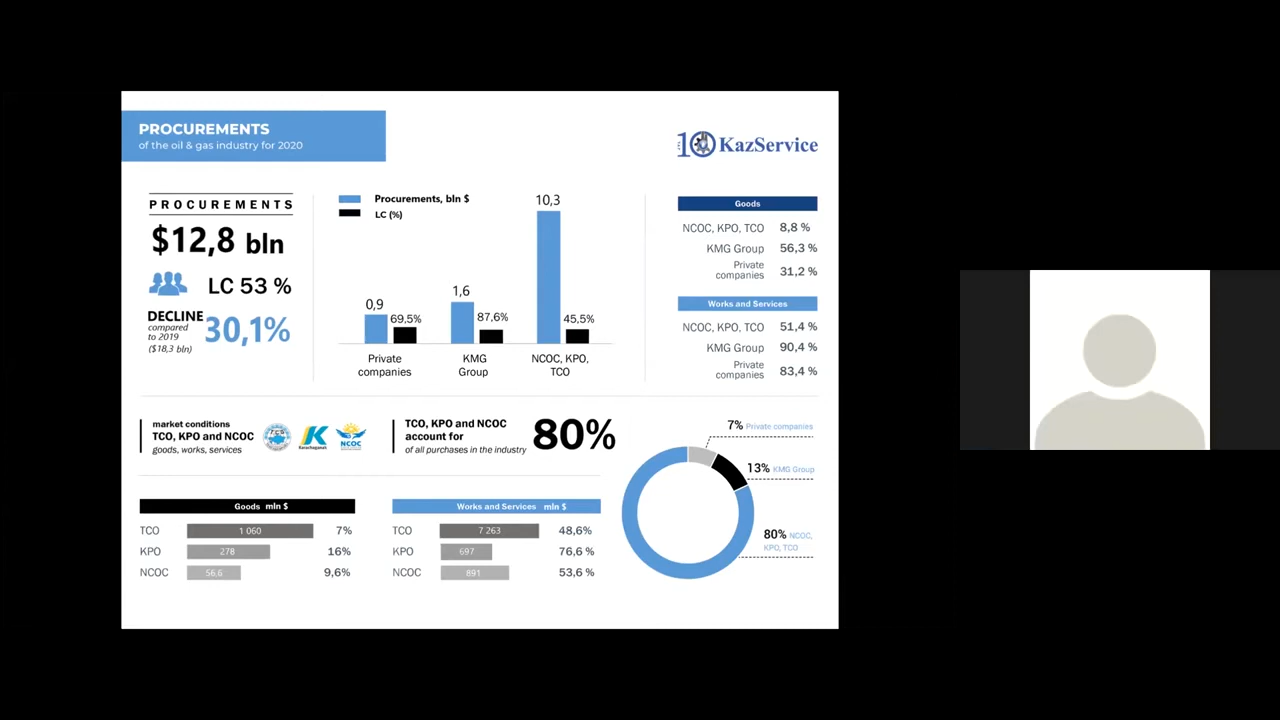 PROCUREMENTS
of the oil & gas industry for 2020
10 KazService
PROCUREMENTS
$12,8 bln
LC 53 %
DECLINE
compared
to 2019
($18,3 bln)
30,1%
Procurements, bln $
LC (%)
0,9
69.5%
1,6
87,6%
10,3
45,5%
Private
companies
KMG
Group
NCOC, KPO,
TCO
Goods
NCOC, KPO, TCO 8,8 %
KMG Group 56,3 %
Private
companies 31,2 %
Works and Services
NCOC, KPO, TCO 51,4 %
KMG Group 90,4 %
Private
companies 83,4 %
market conditions
TCO, KPO and NCOC
goods, works, services
Karachaganak
NCOC
TCO, KPO and NCOC
account for
of all purchases in the industry
80%
Goods mln $
TCO 1 060 7%
KPO 278 16%
NCOC 56,6 9,6%
Works and Services mln $
TCO 7 263 48,6%
KPO 697 76,6 %
NCOC 891 53,6 %
7% Private companies
13% KMG Group
80% NCOC,
KPO, TCO